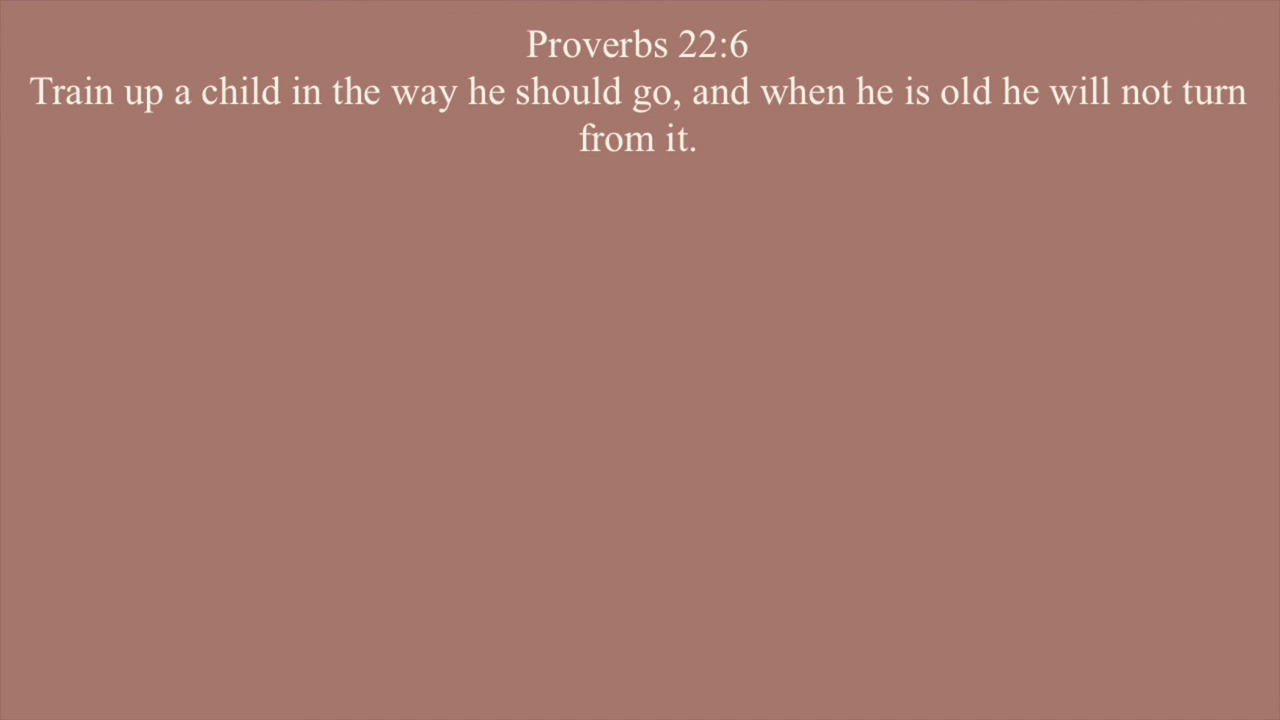 Proverbs 22:6
Train up a child in the way he should go, and when he is old he will not turn
from it.